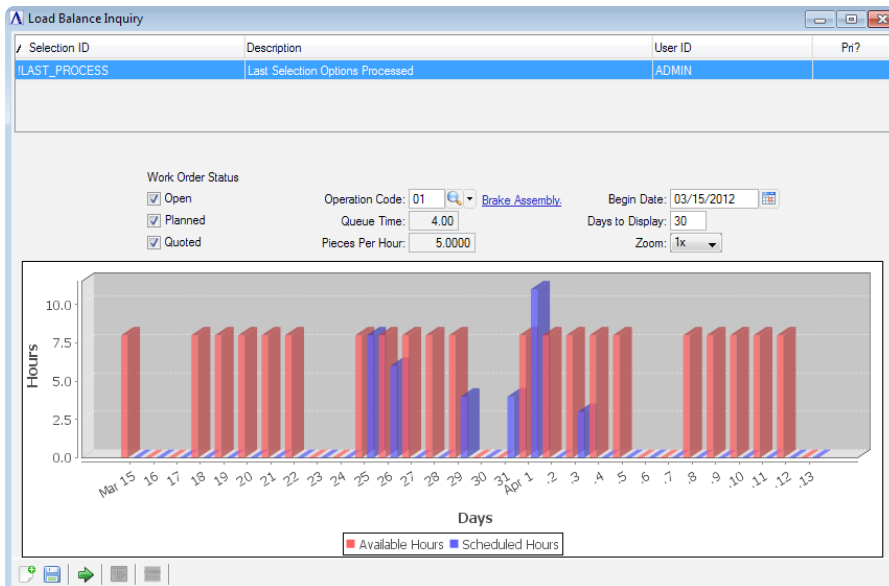 Load Balance Inquiry
Selection ID Description User ID Pri?
!LAST_PROCESS Last Selection Options Processed ADMIN
Work Order Status
Open Operation Code: 01 Brake Assembly. Begin Date: 03/15/2012
Planned Queue Time: 4.00 Days to Display: 30
Quoted Pieces Per Hour: 5.0000 Zoom: 1x
Hours
10.0
7.5
5.0
2.5
0.0
Mar 15 16 17 18 19 20 21 22 23 24 25 26 27 28 29 30 31 Apr 1 .2 .3 .4 .5 .6 .7 .8 .9 .10 .11 .12 .13
Days
Available Hours Scheduled Hours